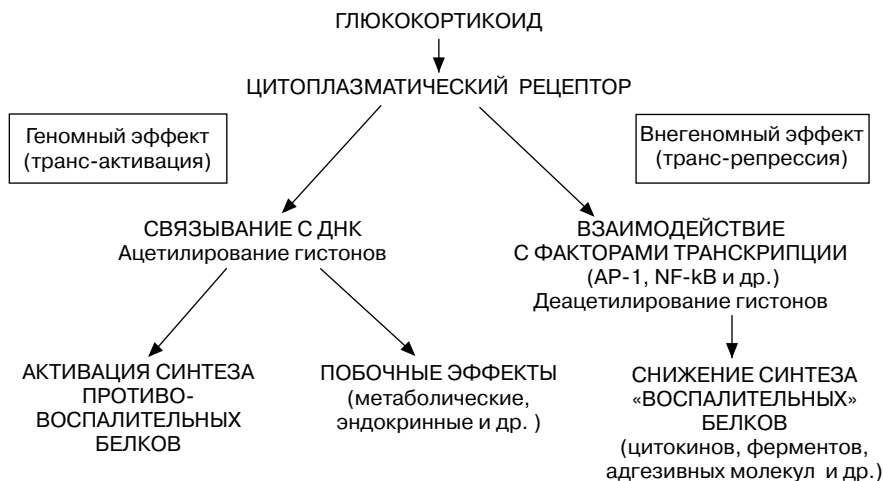 ГЛЮКОКОРТИКОИД
ЦИТОПЛАЗМАТИЧЕСКИЙ РЕЦЕПТОР
Геномный эффект
(транс-активация)
Внегеномный эффект
(транс-репрессия)
СВЯЗЫВАНИЕ С ДНК
Ацетилирование гистонов
ВЗАИМОДЕЙСТВИЕ
С ФАКТОРАМИ ТРАНСКРИПЦИИ
(AP-1, NF-kB и др.)
Деацетилирование гистонов
АКТИВАЦИЯ СИНТЕЗА
ПРОТИВО-
ВОСПАЛИТЕЛЬНЫХ
БЕЛКОВ
ПОБОЧНЫЕ ЭФФЕКТЫ
(метаболические,
эндокринные и др. )
СНИЖЕНИЕ СИНТЕЗА
«ВОСПАЛИТЕЛЬНЫХ»
БЕЛКОВ
(цитокинов, ферментов,
адгезивных молекул и др.)